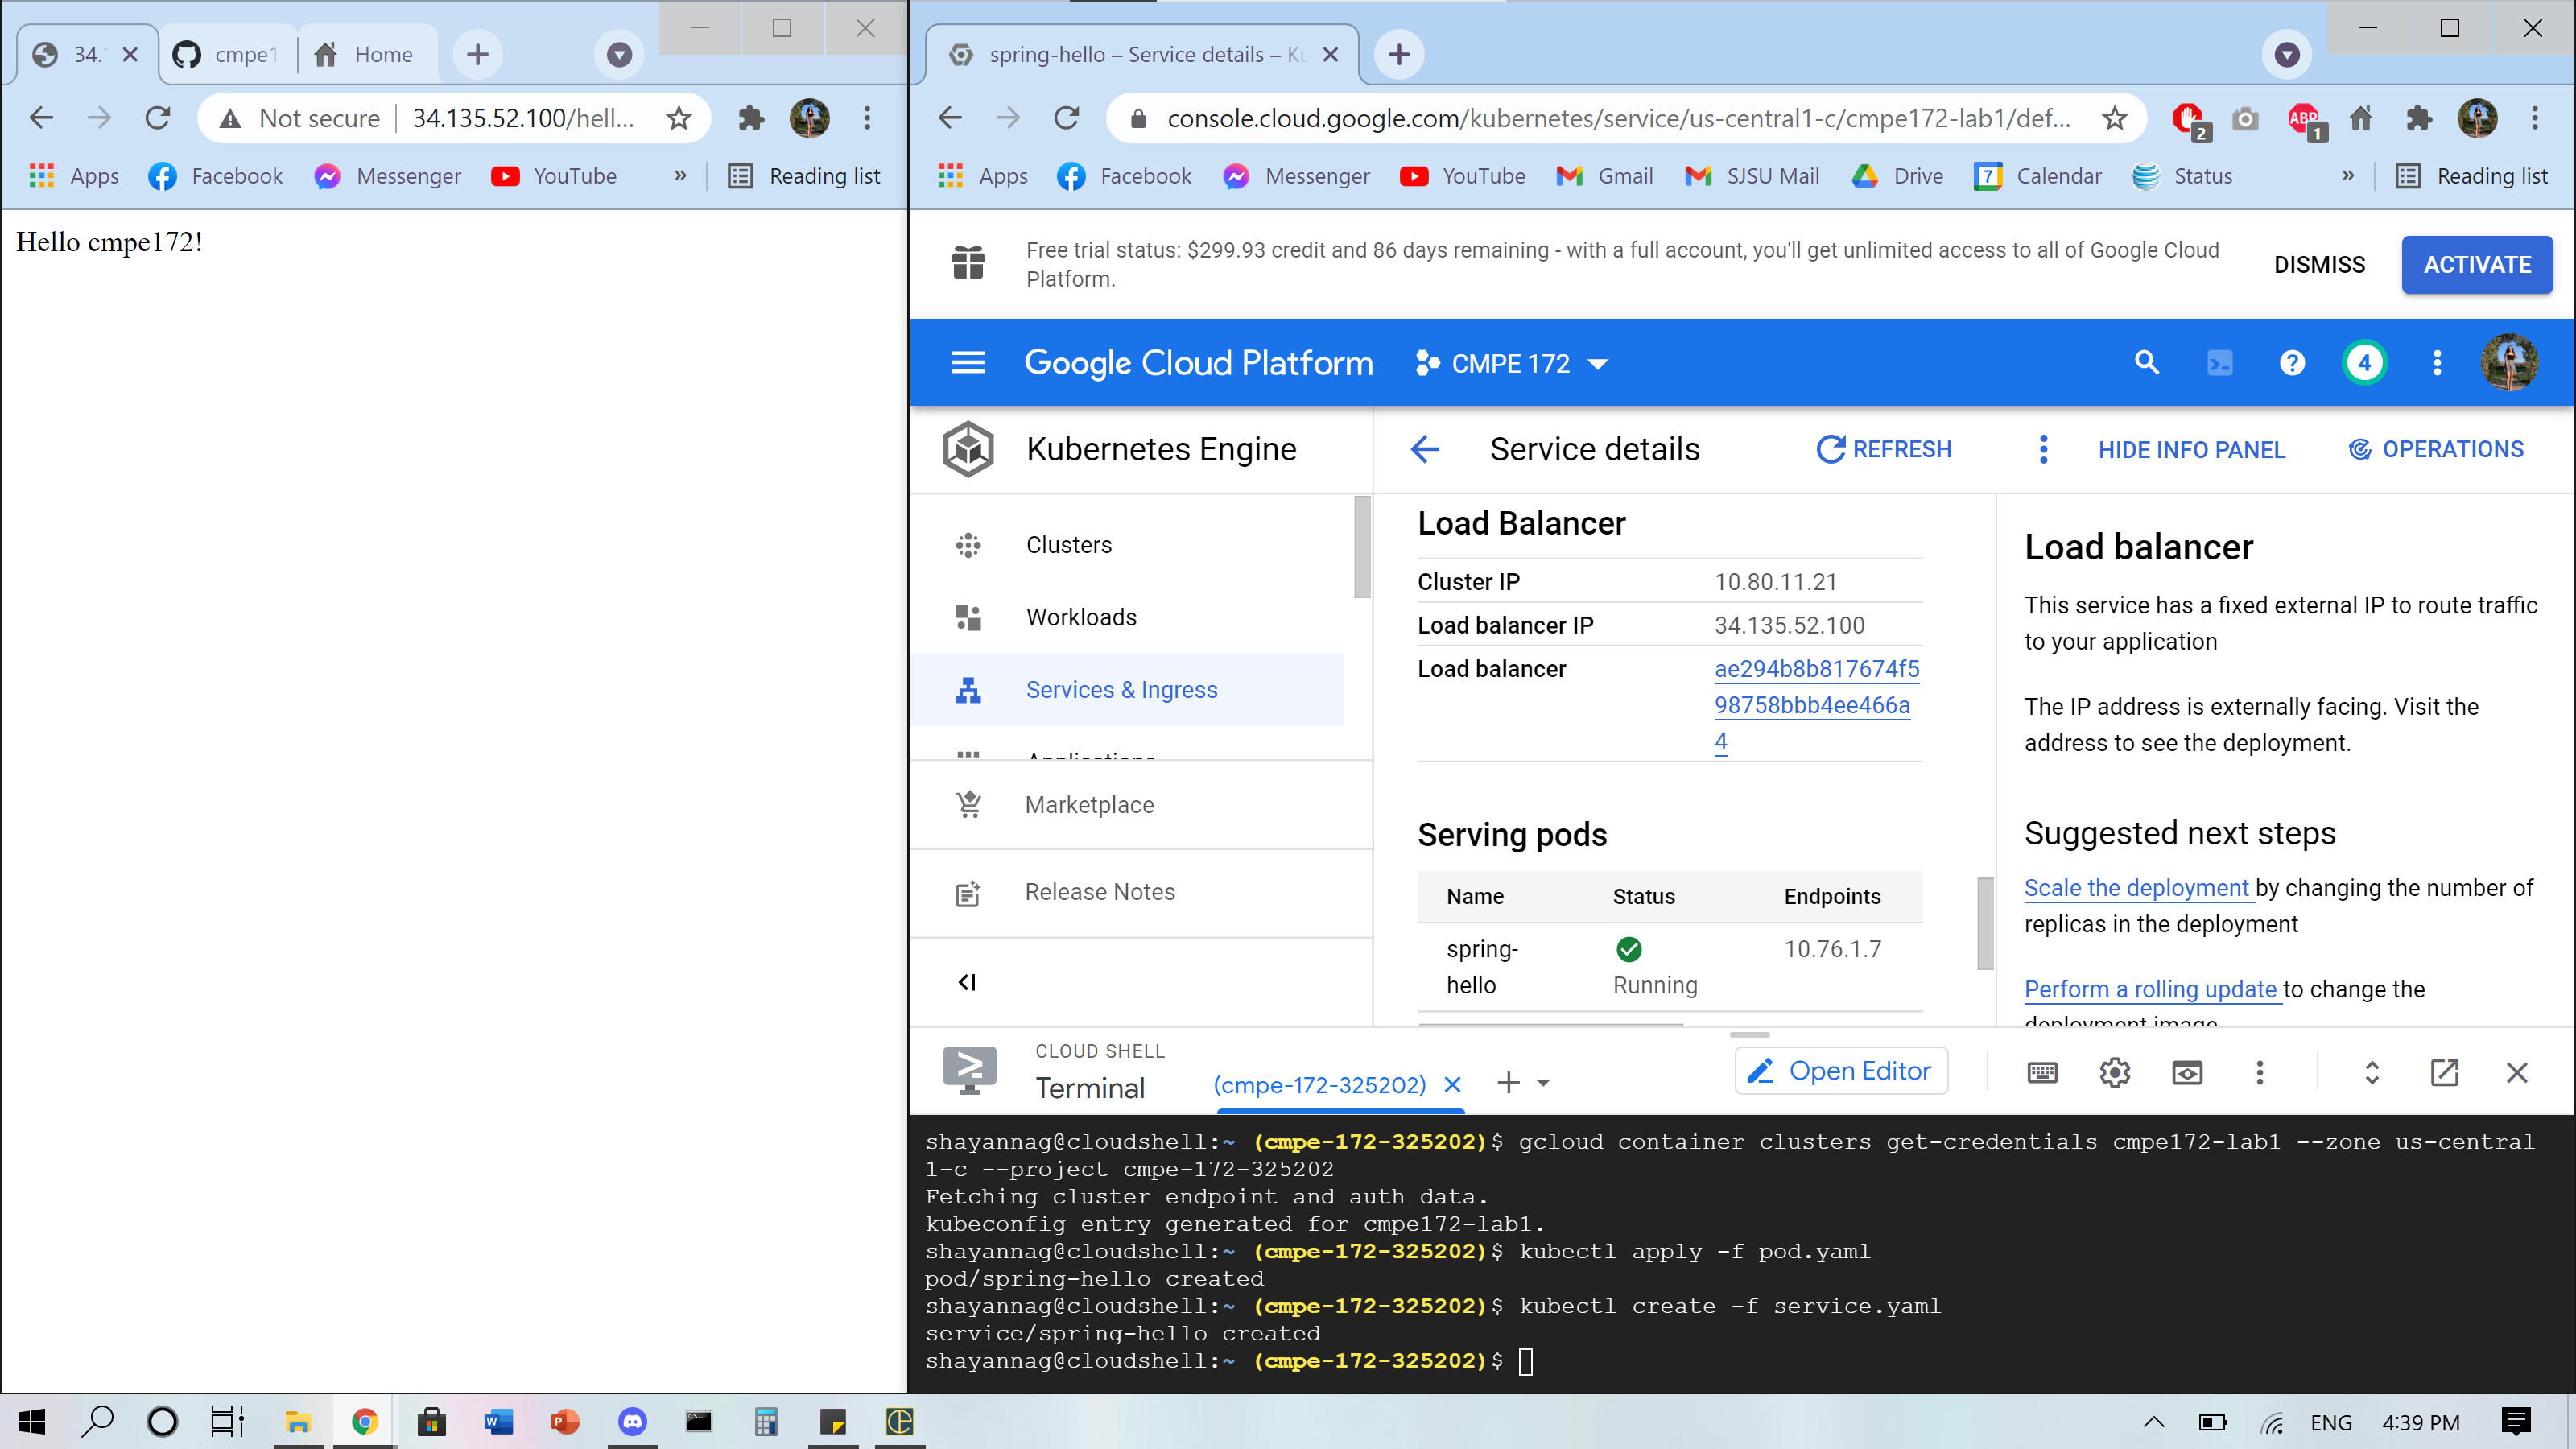 34.
cmpe1
Home
Not secure
34.135.52.100/hell...
Apps
Facebook
Messenger
YouTube
»
Reading list
Hello cmpe172!
spring-hello – Service details – Ku
console.cloud.google.com/kubernetes/service/us-central1-c/cmpe172-lab1/def...
2
ABP
1
Apps
Facebook
Messenger
YouTube
Gmail
SJSU Mail
Drive
7
Calendar
Status
»
Reading list
Free trial status: $299.93 credit and 86 days remaining - with a full account, you'll get unlimited access to all of Google Cloud
Platform.
DISMISS
ACTIVATE
Google Cloud Platform
CMPE 172
4
Kubernetes Engine
Clusters
Workloads
Services & Ingress
Applications
Marketplace
Release Notes
Service details
REFRESH
HIDE INFO PANEL
OPERATIONS
Load Balancer
Cluster IP 10.80.11.21
Load balancer IP 34.135.52.100
Load balancer ae294b8b817674f5
98758bbb4ee466a
4
Serving pods
Name Status Endpoints
spring- 10.76.1.7
hello Running
Load balancer
This service has a fixed external IP to route traffic
to your application
The IP address is externally facing. Visit the
address to see the deployment.
Suggested next steps
Scale the deployment by changing the number of
replicas in the deployment
Perform a rolling update to change the
deployment image
CLOUD SHELL
Terminal
(cmpe-172-325202)
Open Editor
shayannag@cloudshell:~ (cmpe-172-325202)$ gcloud container clusters get-credentials cmpe172-lab1 --zone us-central
1-c --project cmpe-172-325202
Fetching cluster endpoint and auth data.
kubeconfig entry generated for cmpe172-lab1.
shayannag@cloudshell:~ (cmpe-172-325202)$ kubectl apply -f pod.yaml
pod/spring-hello created
shayannag@cloudshell:~ (cmpe-172-325202)$ kubectl create -f service.yaml
service/spring-hello created
shayannag@cloudshell:~ (cmpe-172-325202)$
ENG
4:39 PM